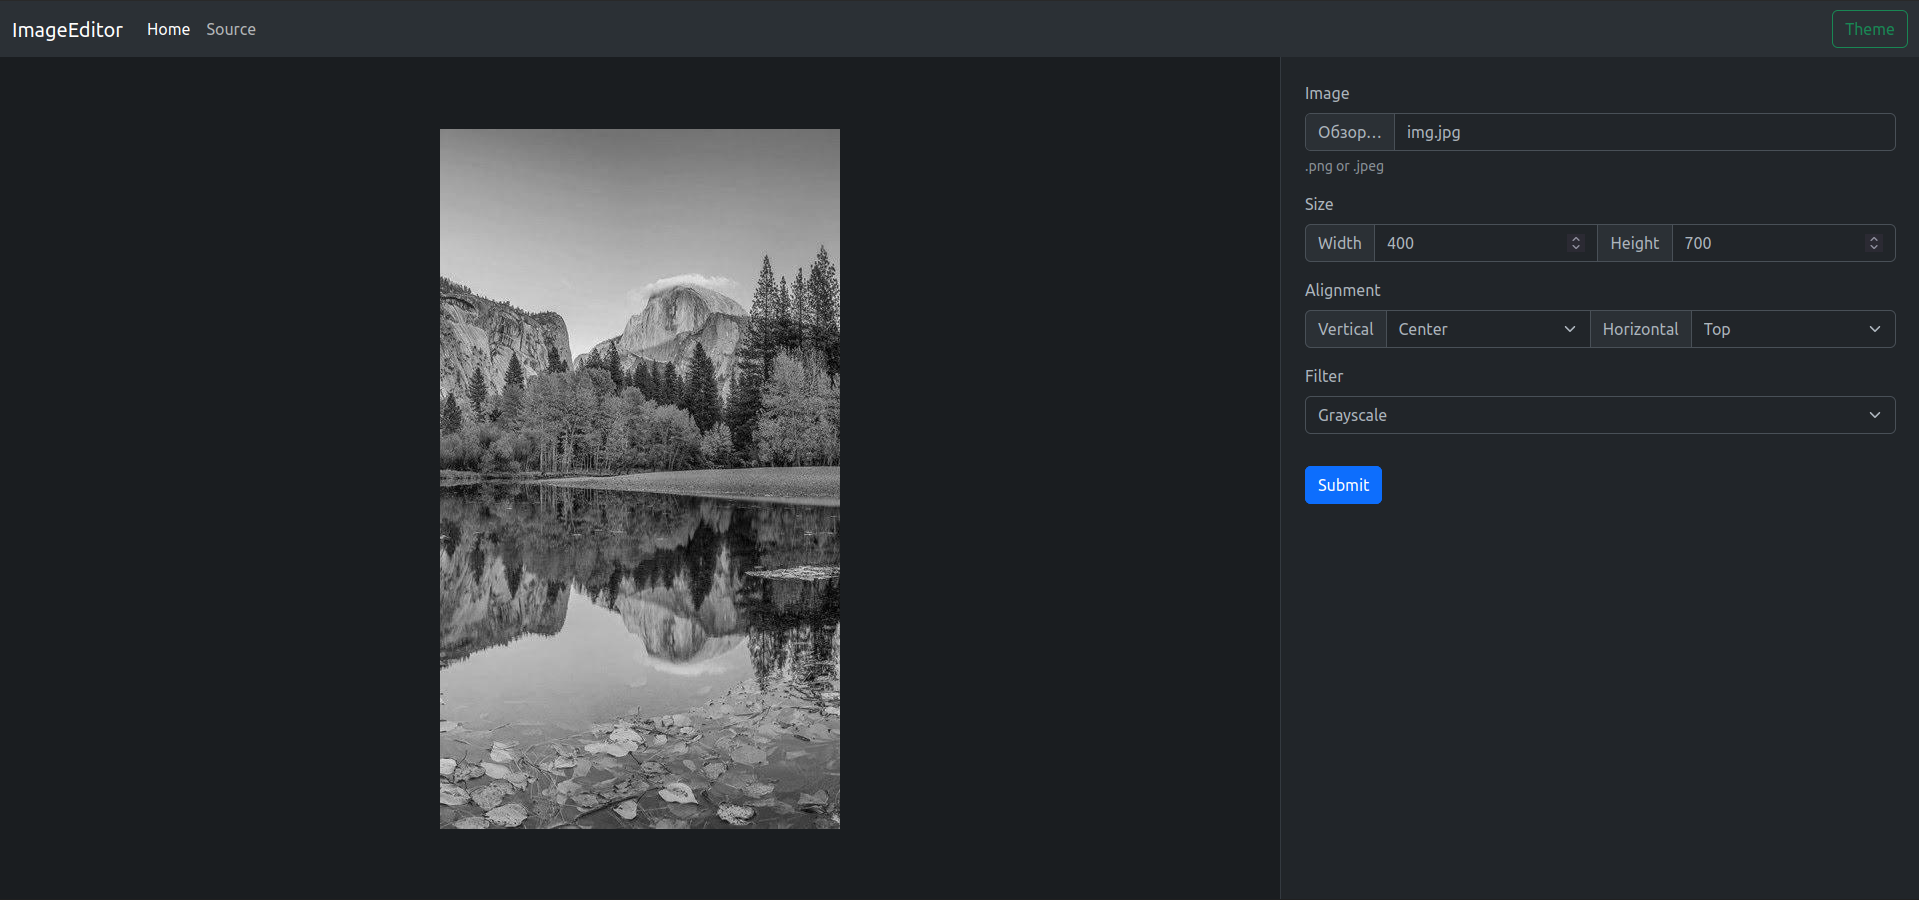 ImageEditor Home Source Theme
Image
Обзор... img.jpg
.png or .jpeg
Size
Width 400 Height 700
Alignment
Vertical Center Horizontal Top
Filter
Grayscale
Submit